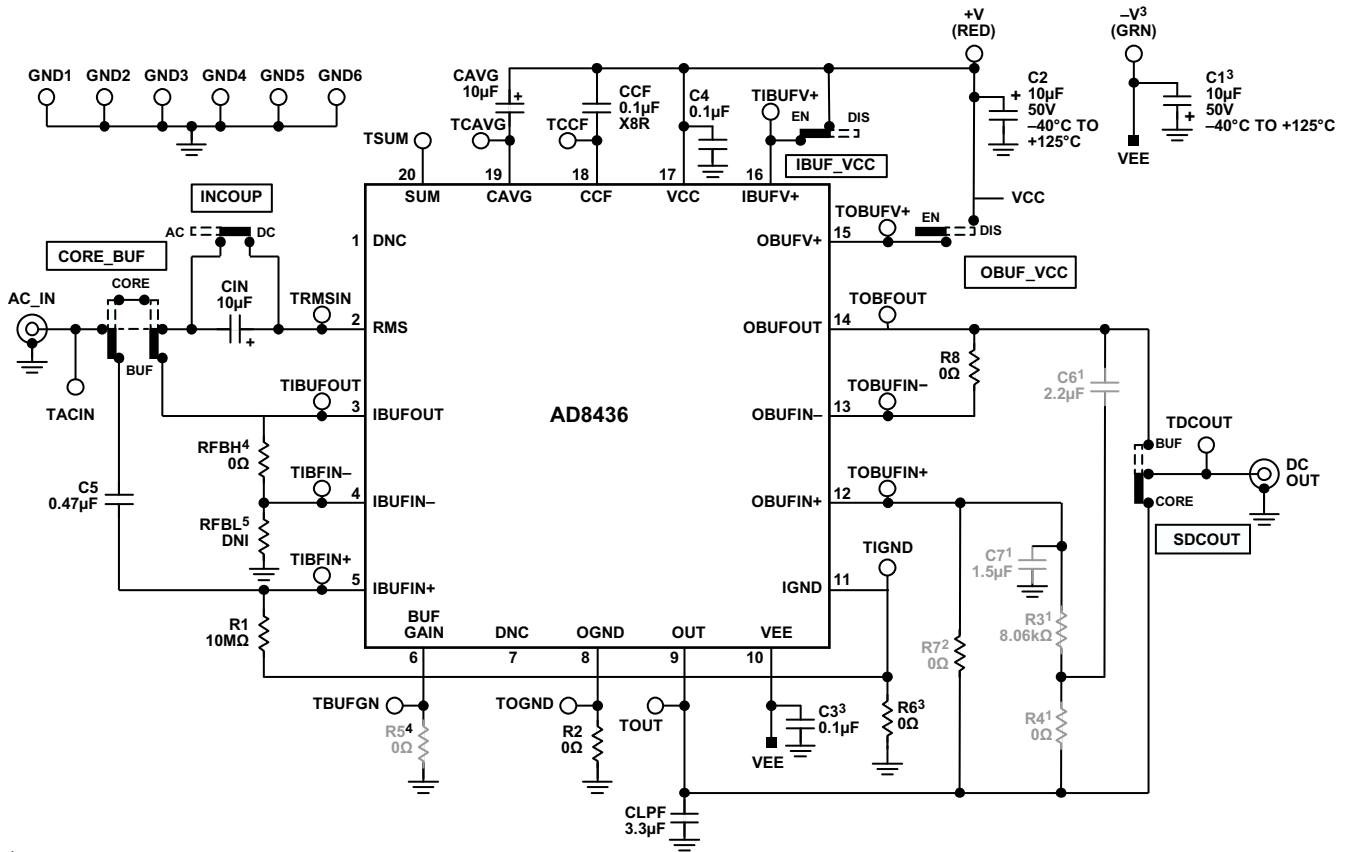 +V
(RED)
–V3
(GRN)
GND1 GND2 GND3 GND4 GND5 GND6
CAVG
10µF
+
CCF
0.1µF
X8R
C4
0.1µF
TIBUFV+
EN
DIS
IBUF_VCC
+ C2
10µF
50V
–40°C TO
+125°C
C13
10µF
50V
+ –40°C TO +125°C
VEE
TSUM
TCAVG
TCCF
20
19
18
17
16
SUM
CAVG
CCF
VCC
IBUFV+
VCC
INCOUP
AC
DC
1
DNC
TOBUFV+
EN
DIS
OBUFV+
15
OBUF_VCC
CORE_BUF
CORE
AC_IN
BUF
TACIN
CIN
10µF
+
TRMSIN
2
RMS
TOBFOUT
OBUFOUT
14
R8
0Ω
C61
2.2µF
TIBUFOUT
3
IBUFOUT
AD8436
TOBUFIN–
OBUFIN–
13
TDCOUT
BUF
DC
OUT
CORE
SDCOUT
RFBH4
0Ω
C5
0.47µF
TIBFIN–
4
IBUFIN–
TOBUFIN+
OBUFIN+
12
RFBL5
DNI
TIBFIN+
5
IBUFIN+
TIGND
IGND
11
C71
1.5µF
R1
10MΩ
R31
8.06kΩ
R72
0Ω
BUF
GAIN
DNC
OGND
OUT
VEE
6
7
8
9
10
TBUFGN
R54
0Ω
TOGND
R2
0Ω
TOUT
C33
0.1µF
VEE
R63
0Ω
R41
0Ω
CLPF
3.3µF